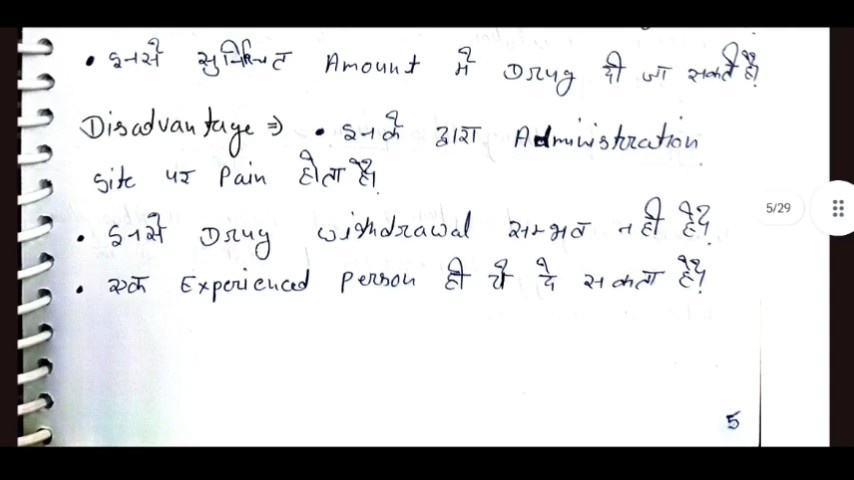 • इनसे सुनिश्चित Amount में Drug दी जा सकते है।
Disadvantage ⇒ • इनके द्वारा Administration
site पर Pain होता है।
• इनसे Drug withdrawal सम्भव नही है।
5/29
• एक Experienced Person ही ये दे सकता है।
5